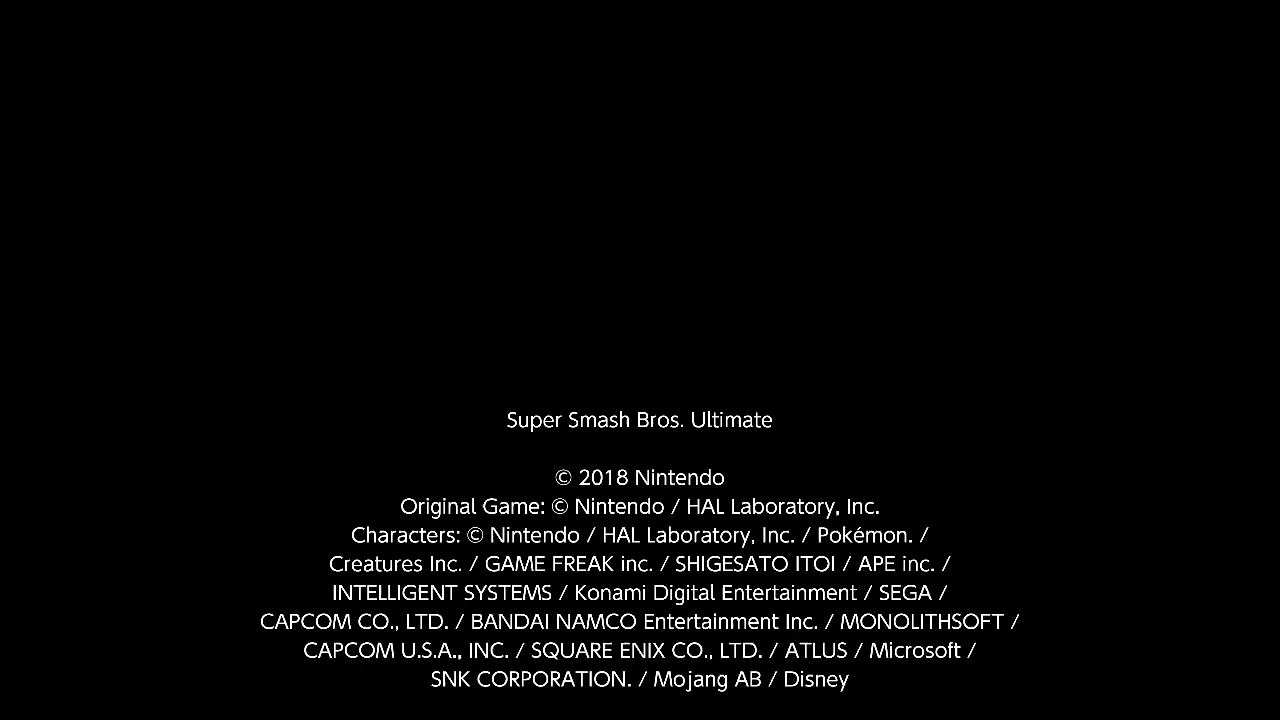 Super Smash Bros. Ultimate
© 2018 Nintendo
Original Game: © Nintendo / HAL Laboratory, Inc.
Characters: © Nintendo / HAL Laboratory, Inc. / Pokémon. /
Creatures Inc. / GAME FREAK inc. / SHIGESATO ITOI / APE inc. /
INTELLIGENT SYSTEMS / Konami Digital Entertainment / SEGA /
CAPCOM CO., LTD. / BANDAI NAMCO Entertainment Inc. / MONOLITHSOFT /
CAPCOM U.S.A., INC. / SQUARE ENIX CO., LTD. / ATLUS / Microsoft /
SNK CORPORATION. / Mojang AB / Disney